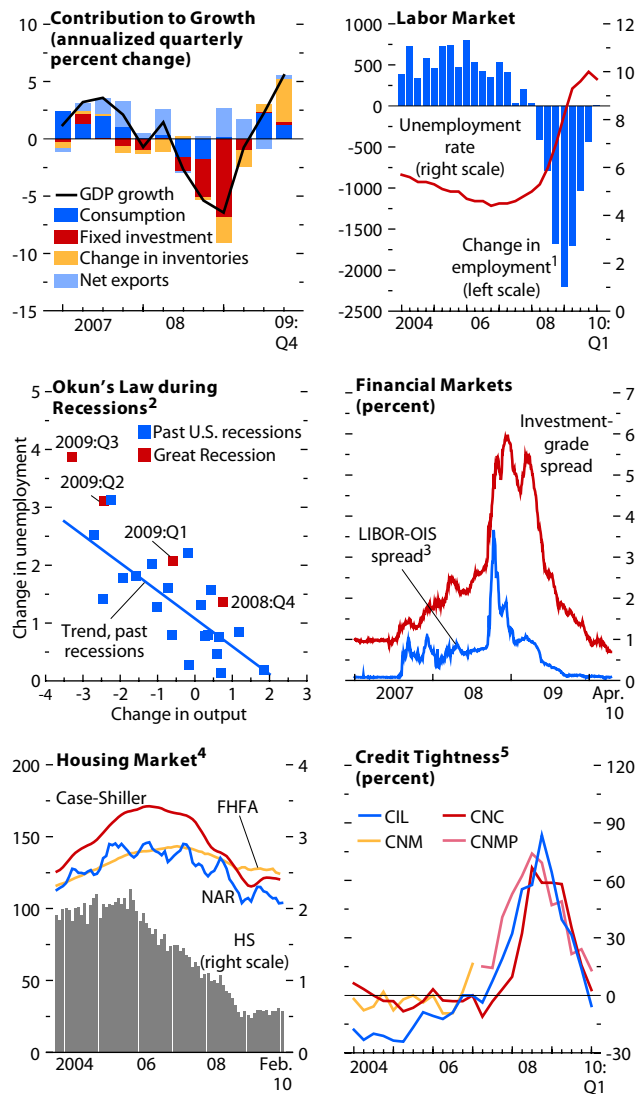 Contribution to Growth
(annualized quarterly
percent change)
10
5
0
-5
-10
-15
GDP growth
Consumption
Fixed investment
Change in inventories
Net exports
2007
08
09:
Q4
Labor Market
1000
500
0
-500
-1000
-1500
-2000
-2500
12
10
8
6
4
2
0
Unemployment
rate
(right scale)
Change in
employment1
(left scale)
2004
06
08
10:
Q1
Okun's Law during
Recessions2
Change in unemployment
5
4
3
2
1
0
Past U.S. recessions
Great Recession
2009:Q3
2009:Q2
2009:Q1
2008:Q4
Trend, past
recessions
-4
-3
-2
-1
0
1
2
3
Change in output
Financial Markets
(percent)
7
6
5
4
3
2
1
0
Investment-
grade
spread
LIBOR-OIS
spread3
2007
08
09
Apr.
10
Housing Market4
200
150
100
50
0
4
3
2
1
0
Case-Shiller
FHFA
NAR
HS
(right scale)
2004
06
08
Feb.
10
Credit Tightness5
(percent)
120
90
60
30
0
-30
CIL
CNC
CNM
CNMP
2004
06
08
10:
Q1